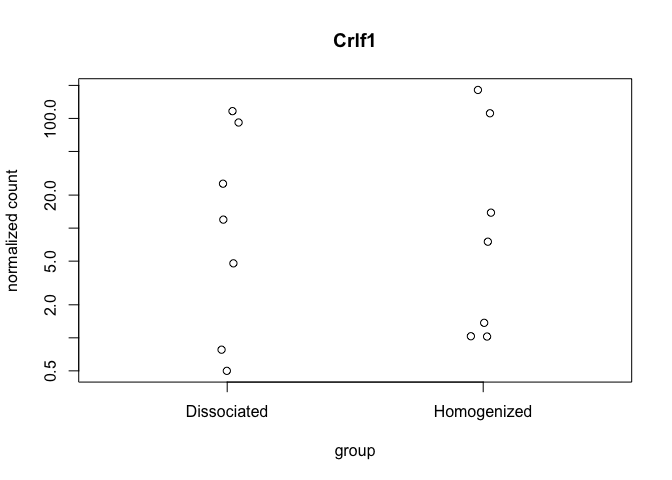 Crlf1
normalized count
100.0
20.0
5.0
2.0
0.5
Dissociated
Homogenized
group